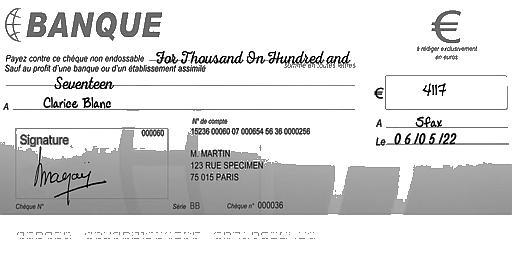 BANQUE
€
à rédiger exclusivement
en euros
Payez contre ce chèque non endossable For Thousand On Hundred and
Sauf au profit d'une banque ou d'un établissement assimilé
somme en toutes lettres
Seventeen
€ 4117
A Clarice Blanc
A Sfax
Le 06/05/22
Signature
000060
N° de compte
15236 00060 07 000654 56 36 0000256
M. MARTIN
123 RUE SPECIMEN
75 015 PARIS
Chèque N°
Série BB
Chèque n° 000036